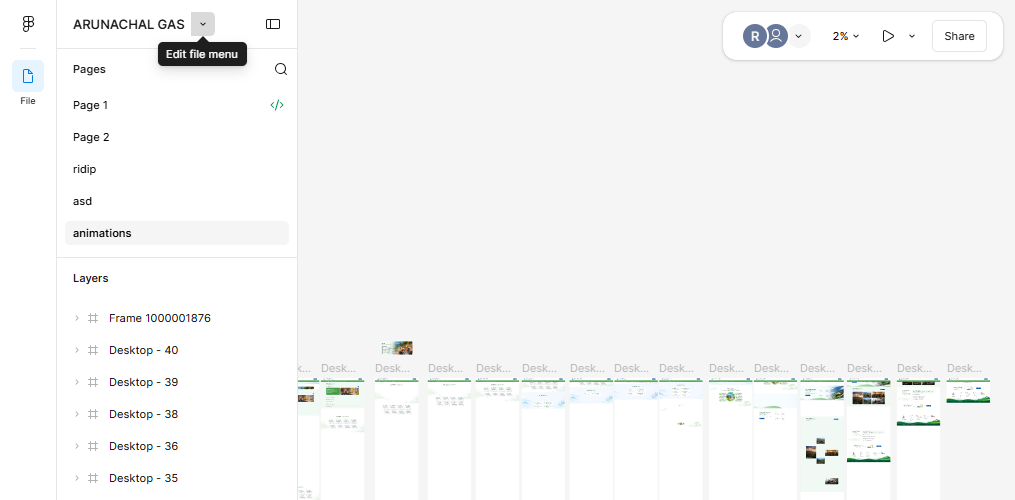 ARUNACHAL GAS
Edit file menu
File
Pages
Page 1
Page 2
ridip
asd
animations
Layers
Frame 1000001876
Desktop - 40
Desktop - 39
Desktop - 38
Desktop - 36
Desktop - 35
R
2%
Share
Desk... Desk... Desk... Desk... Desk... Desk... Desk... Desk... Desk... Desk... Desk... Desk... Desk... Desk...